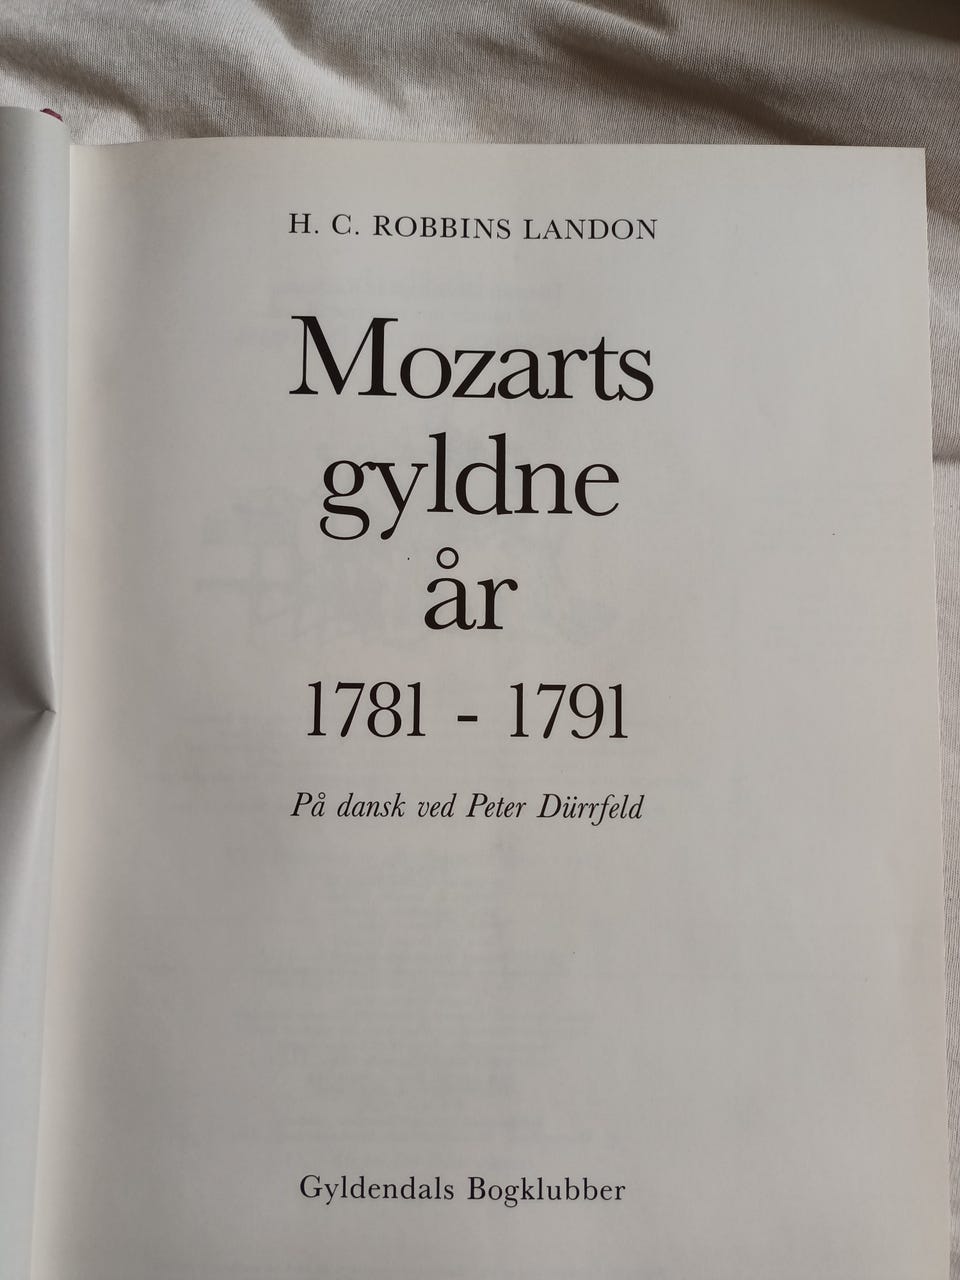 H. C. ROBBINS LANDON
Mozarts
gyldne
år
1781 - 1791
På dansk ved Peter Dürrfeld
Gyldendals Bogklubber